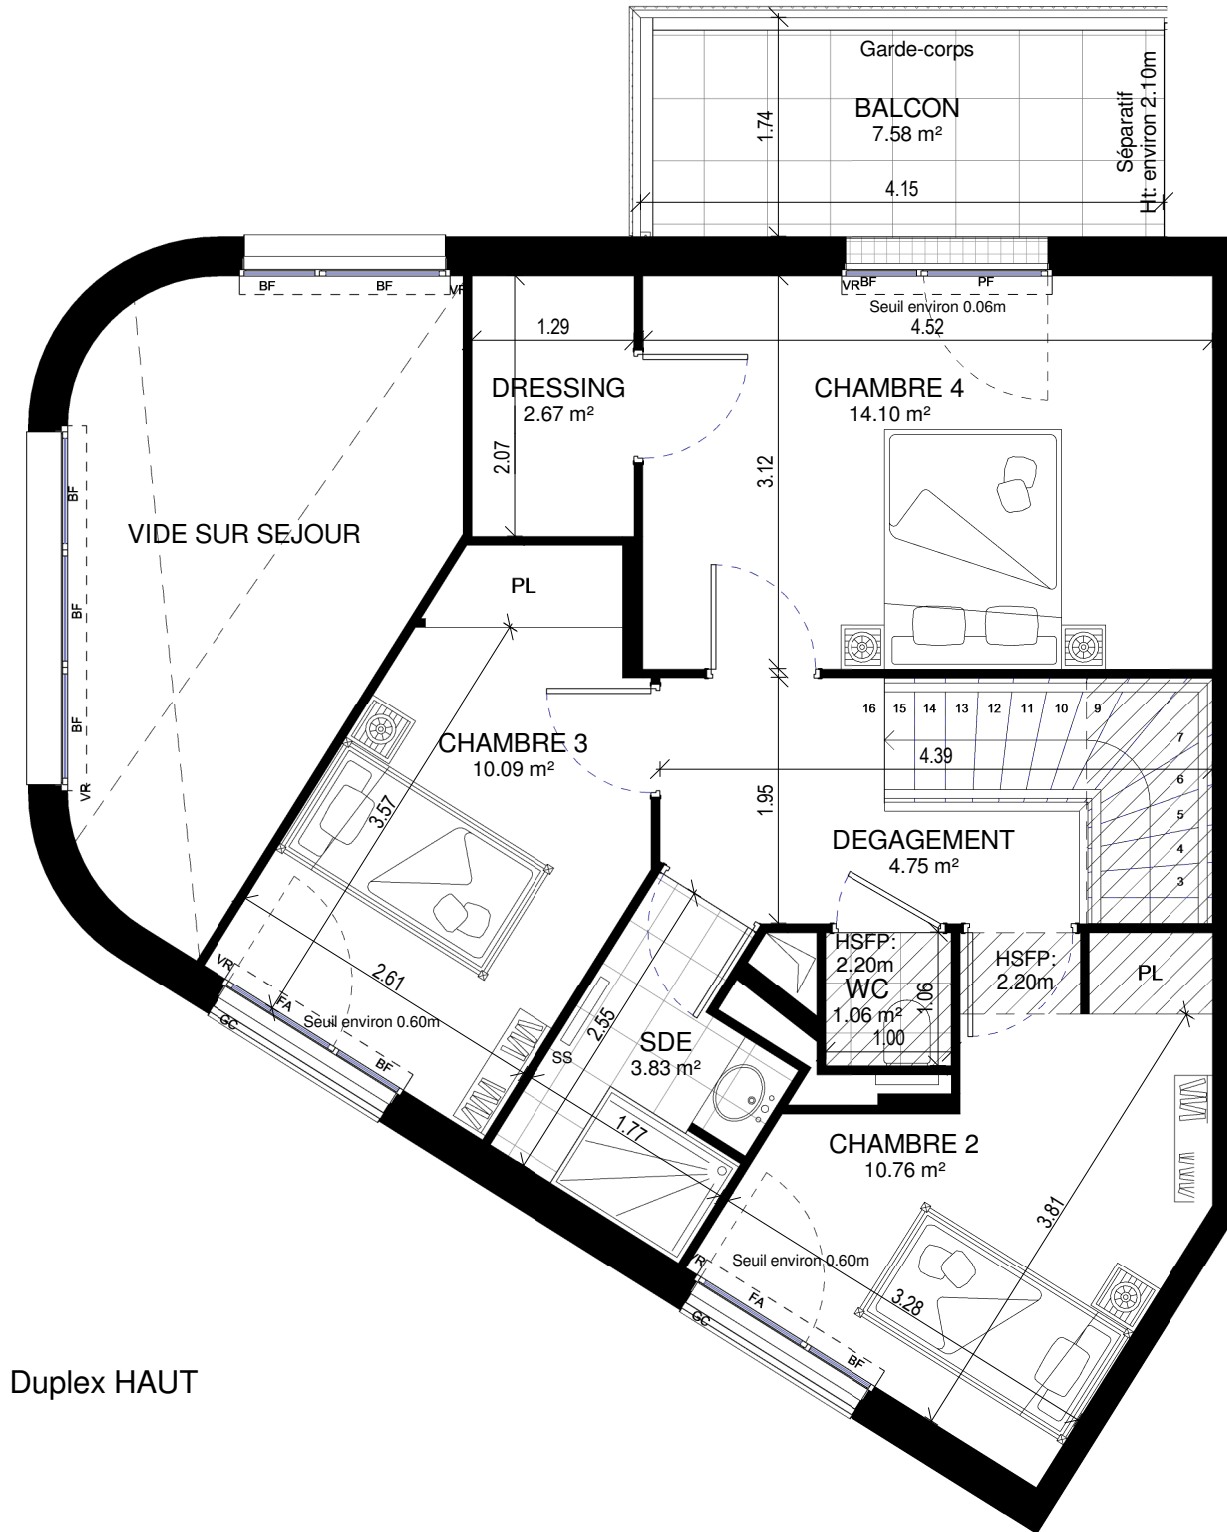 Garde-corps
BALCON
7.58 m²
1.74
4.15
Séparatif
Ht: environ 2.10m
BF
BF
VR
VR
BF
PF
Seuil environ 0.06m
1.29
4.52
DRESSING
2.67 m²
2.07
CHAMBRE 4
14.10 m²
3.12
VIDE SUR SEJOUR
BF
BF
BF
VR
PL
CHAMBRE 3
10.09 m²
3.57
2.61
16 15 14 13 12 11 10 9
7
6
5
4
3
4.39
1.95
DEGAGEMENT
4.75 m²
HSFP:
2.20m
WC
1.06 m²
1.06
1.00
HSFP:
2.20m
PL
VR
FA
GC
BF
Seuil environ 0.60m
SS
2.55
SDE
3.83 m²
1.77
CHAMBRE 2
10.76 m²
3.81
3.28
VR
Seuil environ 0.60m
FA
GC
BF
Duplex HAUT